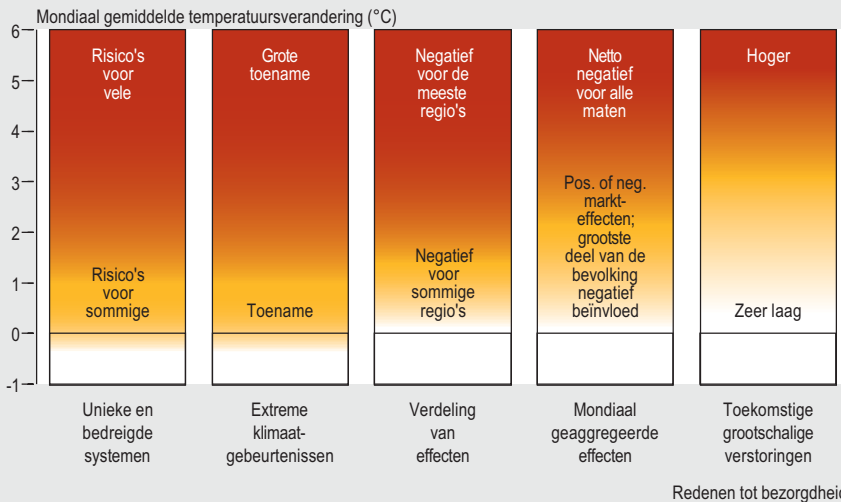 Mondiaal gemiddelde temperatuursverandering (°C)
6
5
4
3
2
1
0
-1
Risico's
voor
vele
Risico's
voor
sommige
Grote
toename
Toename
Negatief
voor de
meeste
regio's
Negatief
voor
sommige
regio's
Netto
negatief
voor alle
maten
Pos. of neg.
markt-
effecten;
grootste
deel van de
bevolking
negatief
beïnvloed
Hoger
Zeer laag
Unieke en
bedreigde
systemen
Extreme
klimaat-
gebeurtenissen
Verdeling
van
effecten
Mondiaal
geaggregeerde
effecten
Toekomstige
grootschalige
verstoringen
Redenen tot bezorgdheid